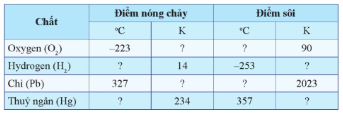 Chất Điểm nóng chảy Điểm sôi
ºC K ºC K
Oxygen (O₂) –223 ? ? 90
Hydrogen (H₂) ? 14 –253 ?
Chì (Pb) 327 ? ? 2023
Thuỷ ngân (Hg) ? 234 357 ?